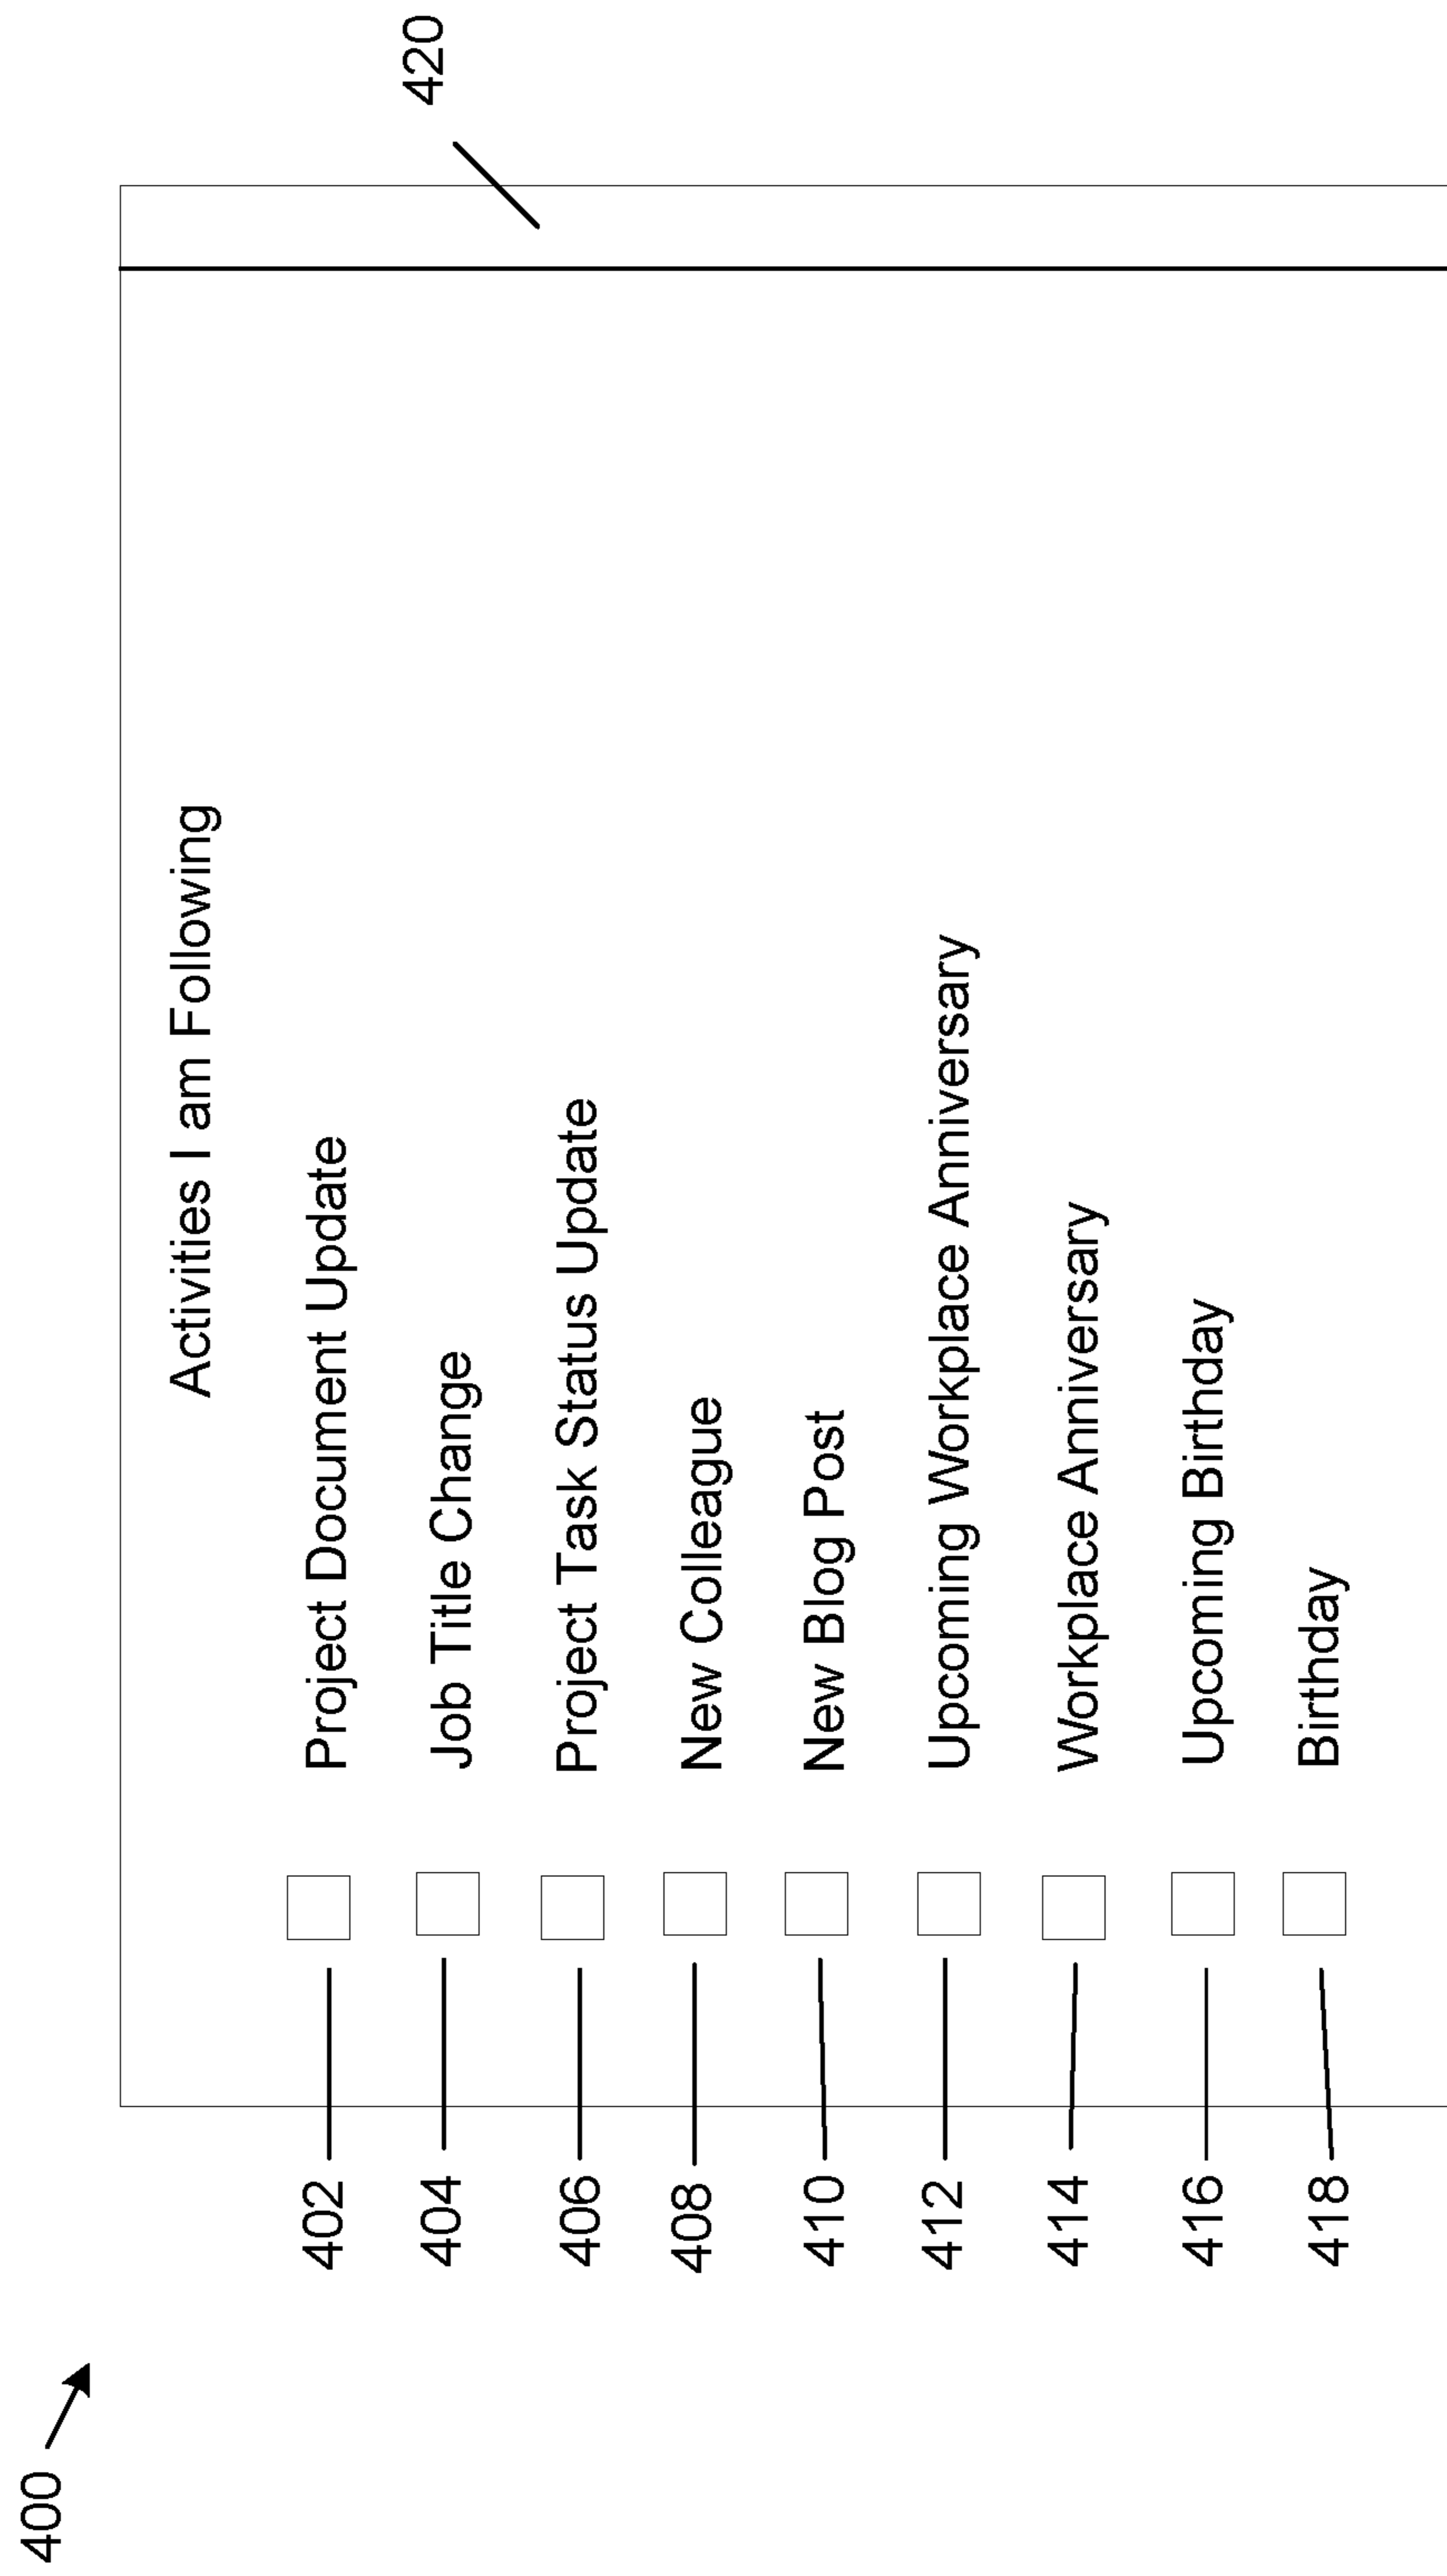 400
Activities I am Following
420
402 Project Document Update
404 Job Title Change
406 Project Task Status Update
408 New Colleague
410 New Blog Post
412 Upcoming Workplace Anniversary
414 Workplace Anniversary
416 Upcoming Birthday
418 Birthday